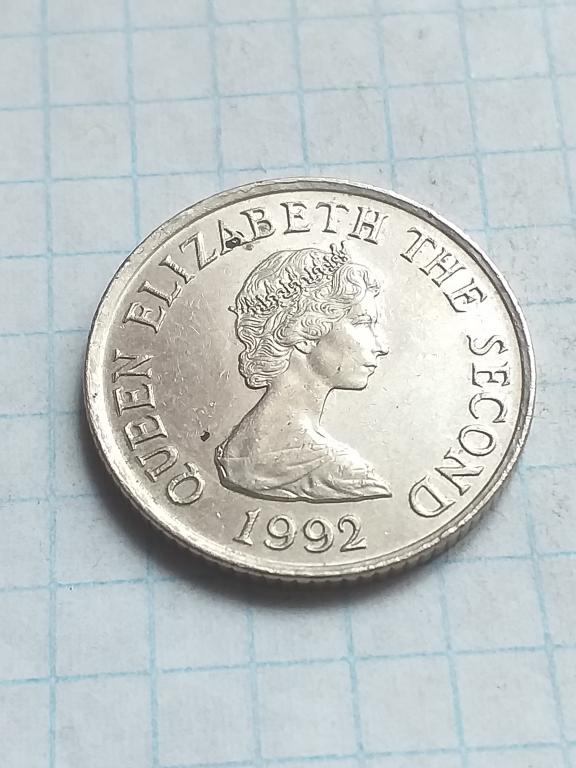 QUEEN ELIZABETH THE SECOND
1992